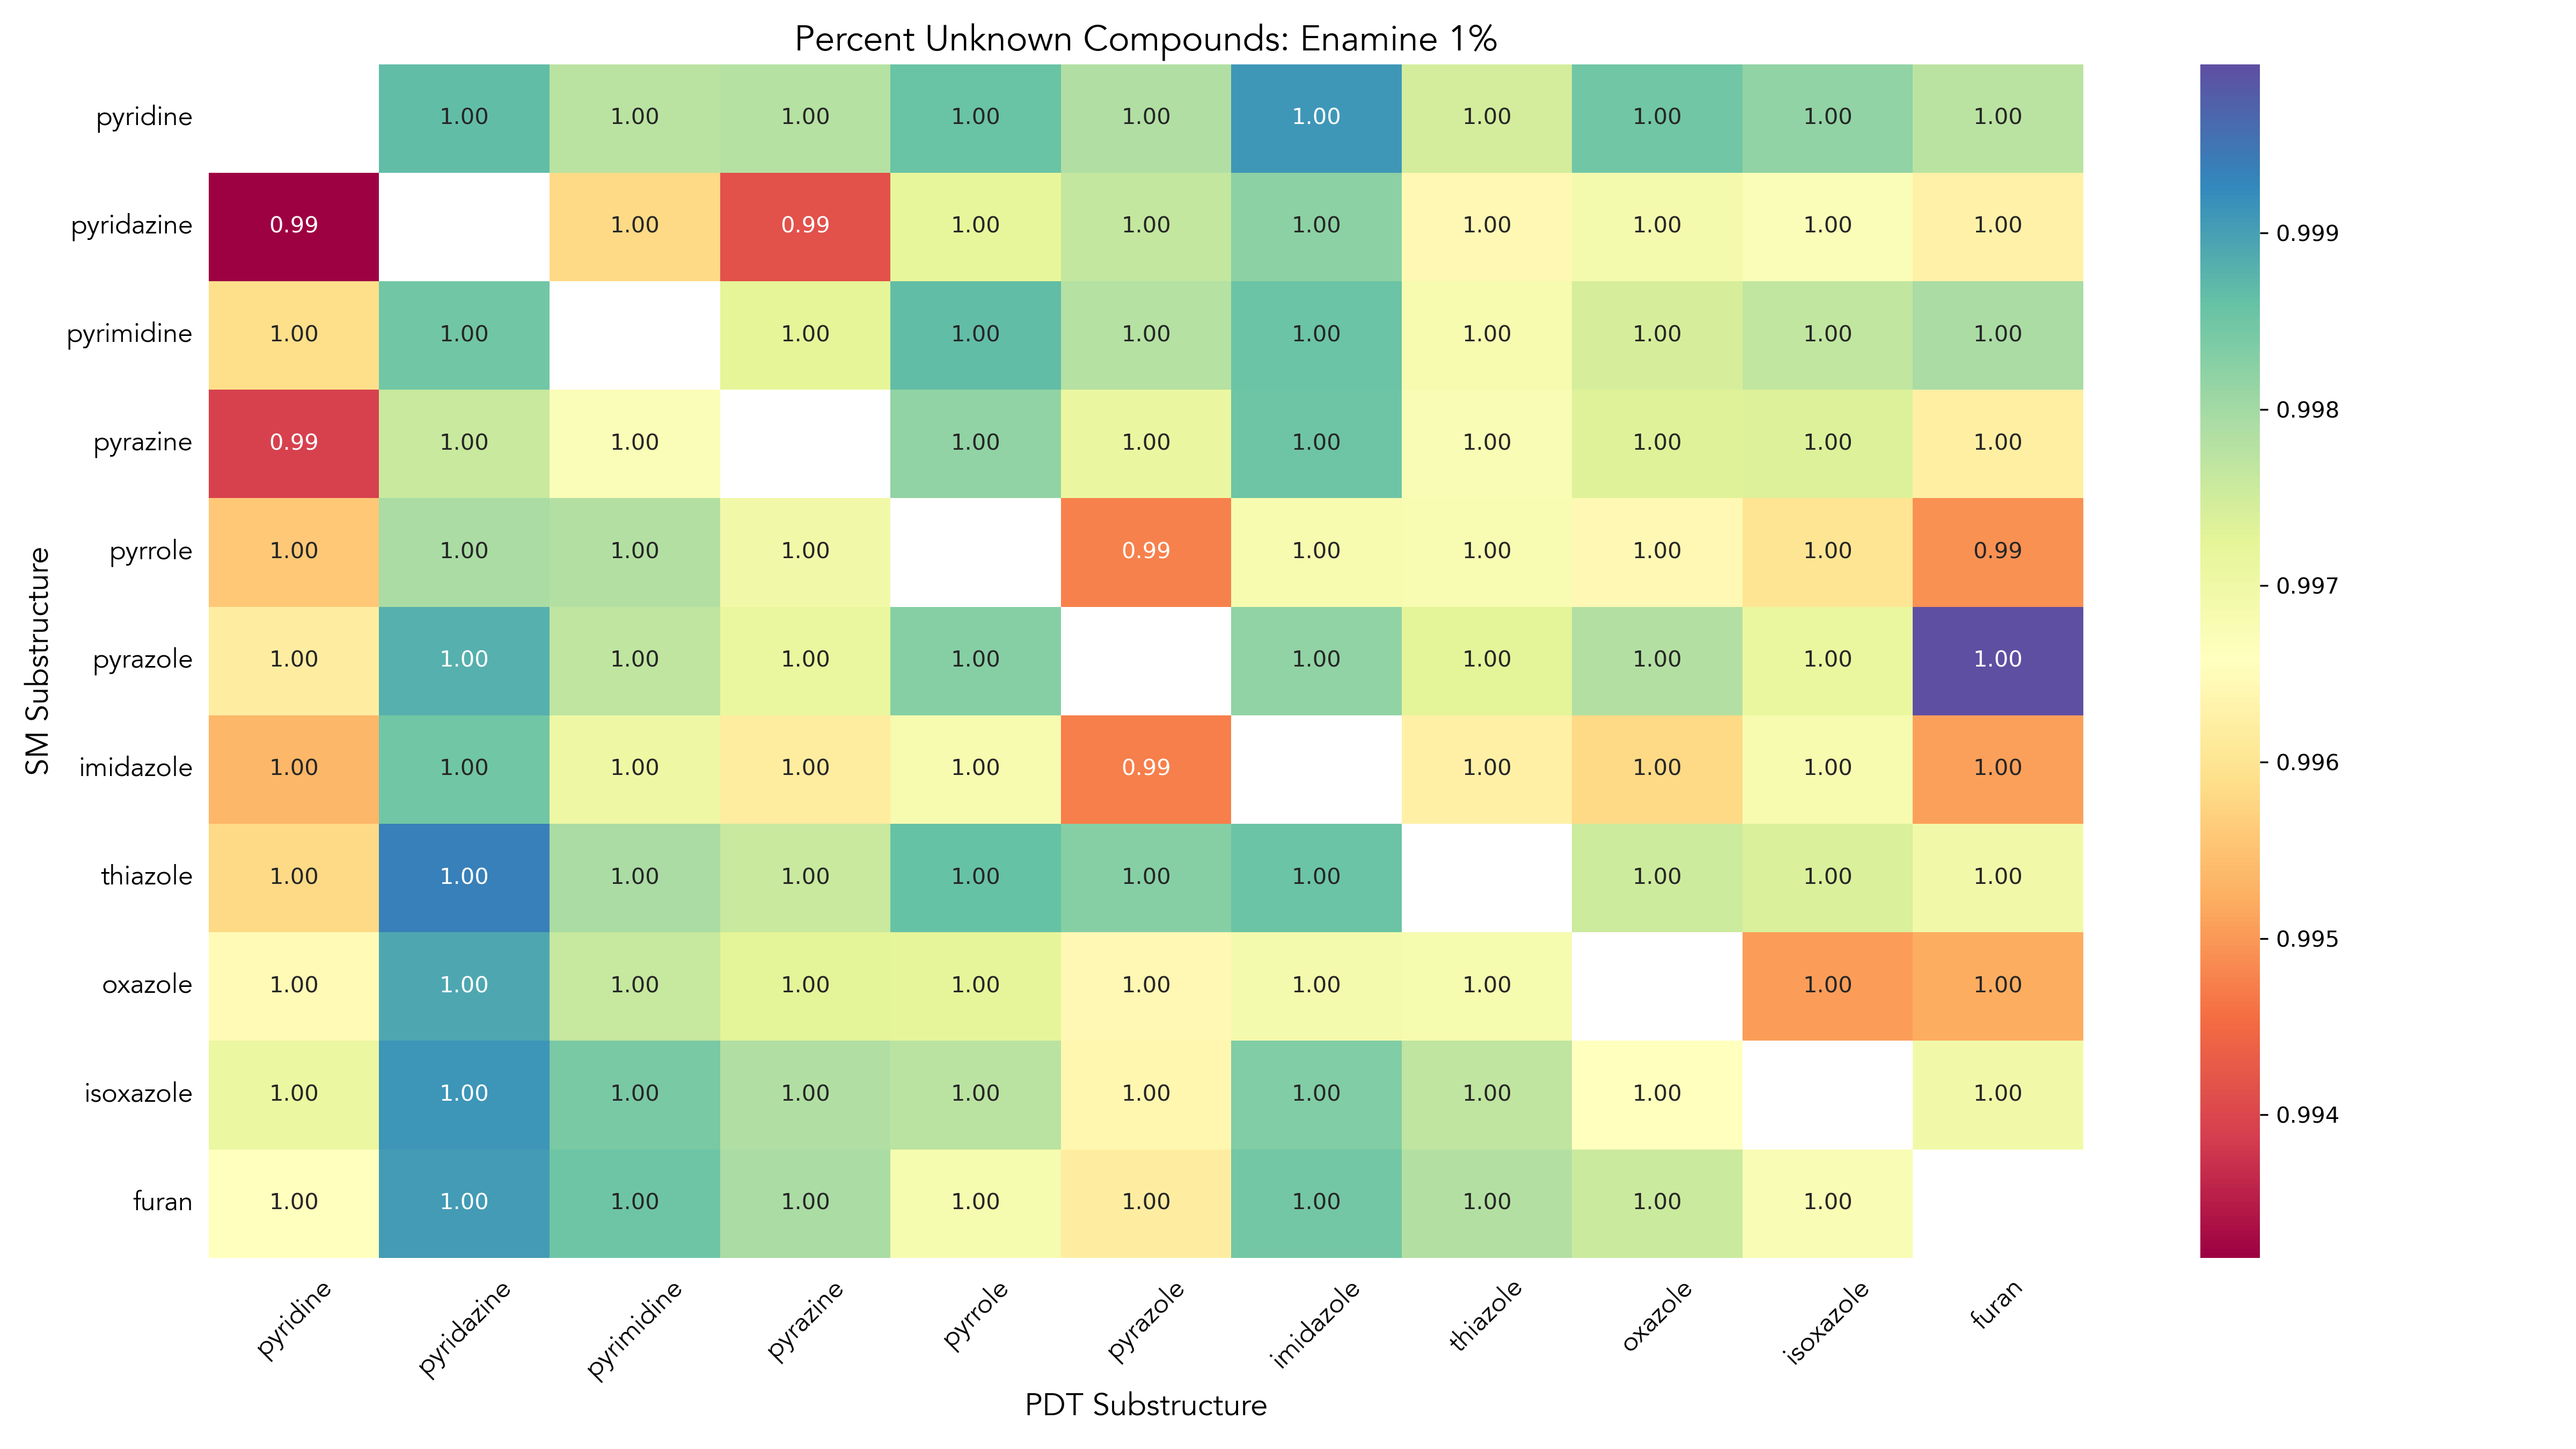 Percent Unknown Compounds: Enamine 1%
pyridine 1.00 1.00 1.00 1.00 1.00 1.00 1.00 1.00 1.00 1.00
pyridazine 0.99 1.00 0.99 1.00 1.00 1.00 1.00 1.00 1.00 1.00
pyrimidine 1.00 1.00 1.00 1.00 1.00 1.00 1.00 1.00 1.00 1.00
pyrazine 0.99 1.00 1.00 1.00 1.00 1.00 1.00 1.00 1.00 1.00
pyrrole 1.00 1.00 1.00 1.00 0.99 1.00 1.00 1.00 1.00 0.99
pyrazole 1.00 1.00 1.00 1.00 1.00 1.00 1.00 1.00 1.00 1.00
imidazole 1.00 1.00 1.00 1.00 1.00 0.99 1.00 1.00 1.00 1.00
thiazole 1.00 1.00 1.00 1.00 1.00 1.00 1.00 1.00 1.00 1.00
oxazole 1.00 1.00 1.00 1.00 1.00 1.00 1.00 1.00 1.00 1.00
isoxazole 1.00 1.00 1.00 1.00 1.00 1.00 1.00 1.00 1.00 1.00
furan 1.00 1.00 1.00 1.00 1.00 1.00 1.00 1.00 1.00 1.00
SM Substructure
pyridine pyridazine pyrimidine pyrazine pyrrole pyrazole imidazole thiazole oxazole isoxazole furan
PDT Substructure
0.999
0.998
0.997
0.996
0.995
0.994